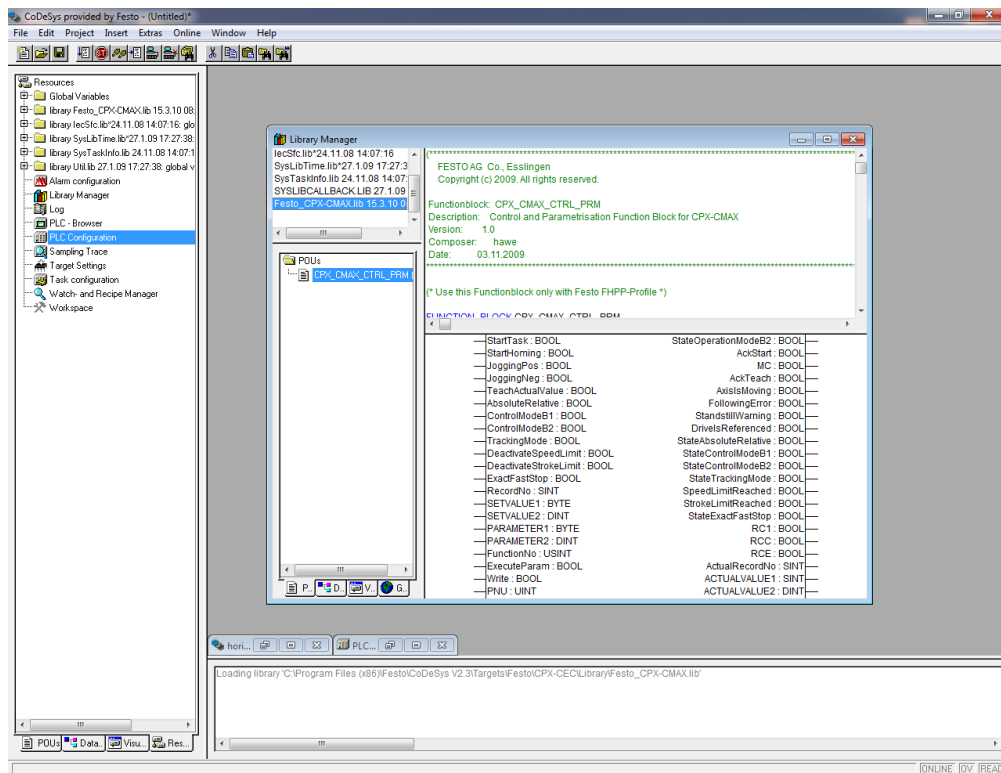 CoDeSys provided by Festo - (Untitled)*
File Edit Project Insert Extras Online Window Help
Resources
Global Variables
library Festo_CPX-CMAX.lib 15.3.10 08:
library Iecsfc.lib*24.11.08 14:07:16: glo
library SysLibTime.lib*27.1.09 17:27:38:
library SysTaskInfo.lib 24.11.08 14:07:1
library Util.lib 27.1.09 17:27:38: global v
Alarm configuration
Library Manager
Log
PLC - Browser
PLC Configuration
Sampling Trace
Target Settings
Task configuration
Watch- and Recipe Manager
Workspace
POUs Data.. Visu.. Res...
Library Manager
IecSfc.lib*24.11.08 14:07:16
SysLibTime.lib*27.1.09 17:27:3
SysTaskInfo.lib 24.11.08 14:07:
SYSLIBCALLBACK.LIB 27.1.09
Festo_CPX-CMAX.lib 15.3.10 0
POUs
CPX_CMAX_CTRL_PRM (
P.. D.. V.. G..
(***
FESTO AG Co., Esslingen
Copyright (c) 2009. All rights reserved.
Functionblock: CPX_CMAX_CTRL_PRM
Description: Control and Parametrisation Function Block for CPX-CMAX
Version: 1.0
Composer: hawe
Date: 03.11.2009
***
(* Use this Functionblock only with Festo FHPP-Profile *)
FUNCTION_BLOCK CPX_CMAX_CTRL_PRM
StartTask : BOOL StateOperationModeB2 : BOOL
StartHoming : BOOL AckStart : BOOL
JoggingPos : BOOL MC : BOOL
JoggingNeg : BOOL AckTeach : BOOL
TeachActualValue : BOOL AxisIsMoving : BOOL
AbsoluteRelative : BOOL FollowingError : BOOL
ControlModeB1 : BOOL StandstillWarning : BOOL
ControlModeB2 : BOOL DriveIsReferenced : BOOL
TrackingMode : BOOL StateAbsoluteRelative : BOOL
DeactivateSpeedLimit : BOOL StateControlModeB1 : BOOL
DeactivateStrokeLimit : BOOL StateControlModeB2 : BOOL
ExactFastStop : BOOL StateTrackingMode : BOOL
RecordNo : SINT SpeedLimitReached : BOOL
SETVALUE1 : BYTE StrokeLimitReached : BOOL
SETVALUE2 : DINT StateExactFastStop : BOOL
PARAMETER1 : BYTE RC1 : BOOL
PARAMETER2 : DINT RCC : BOOL
FunctionNo : USINT RCE : BOOL
ExecuteParam : BOOL ActualRecordNo : SINT
Write : BOOL ACTUALVALUE1 : SINT
PNU : UINT ACTUALVALUE2 : DINT
hori... PLC...
Loading library 'C:\Program Files (x86)\Festo\CoDeSys V2.3\Targets\Festo\CPX-CEC\Library\Festo_CPX-CMAX.lib'
ONLINE OV READ